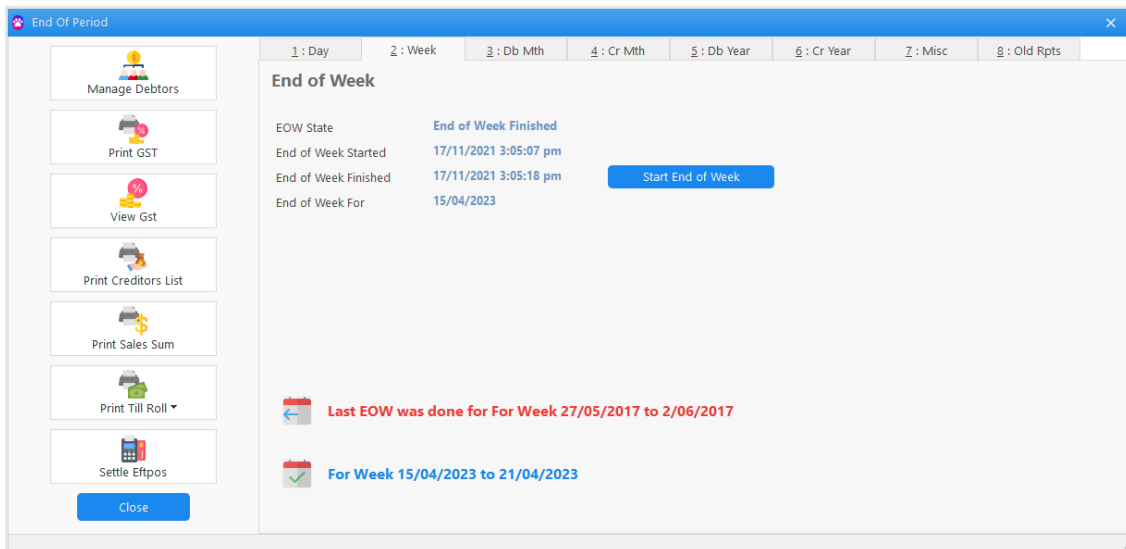 End Of Period
1 : Day 2 : Week 3 : Db Mth 4 : Cr Mth 5 : Db Year 6 : Cr Year 7 : Misc 8 : Old Rpts
Manage Debtors
Print GST
View Gst
Print Creditors List
Print Sales Sum
Print Till Roll
Settle Eftpos
Close
End of Week
EOW State End of Week Finished
End of Week Started 17/11/2021 3:05:07 pm
End of Week Finished 17/11/2021 3:05:18 pm Start End of Week
End of Week For 15/04/2023
Last EOW was done for For Week 27/05/2017 to 2/06/2017
For Week 15/04/2023 to 21/04/2023